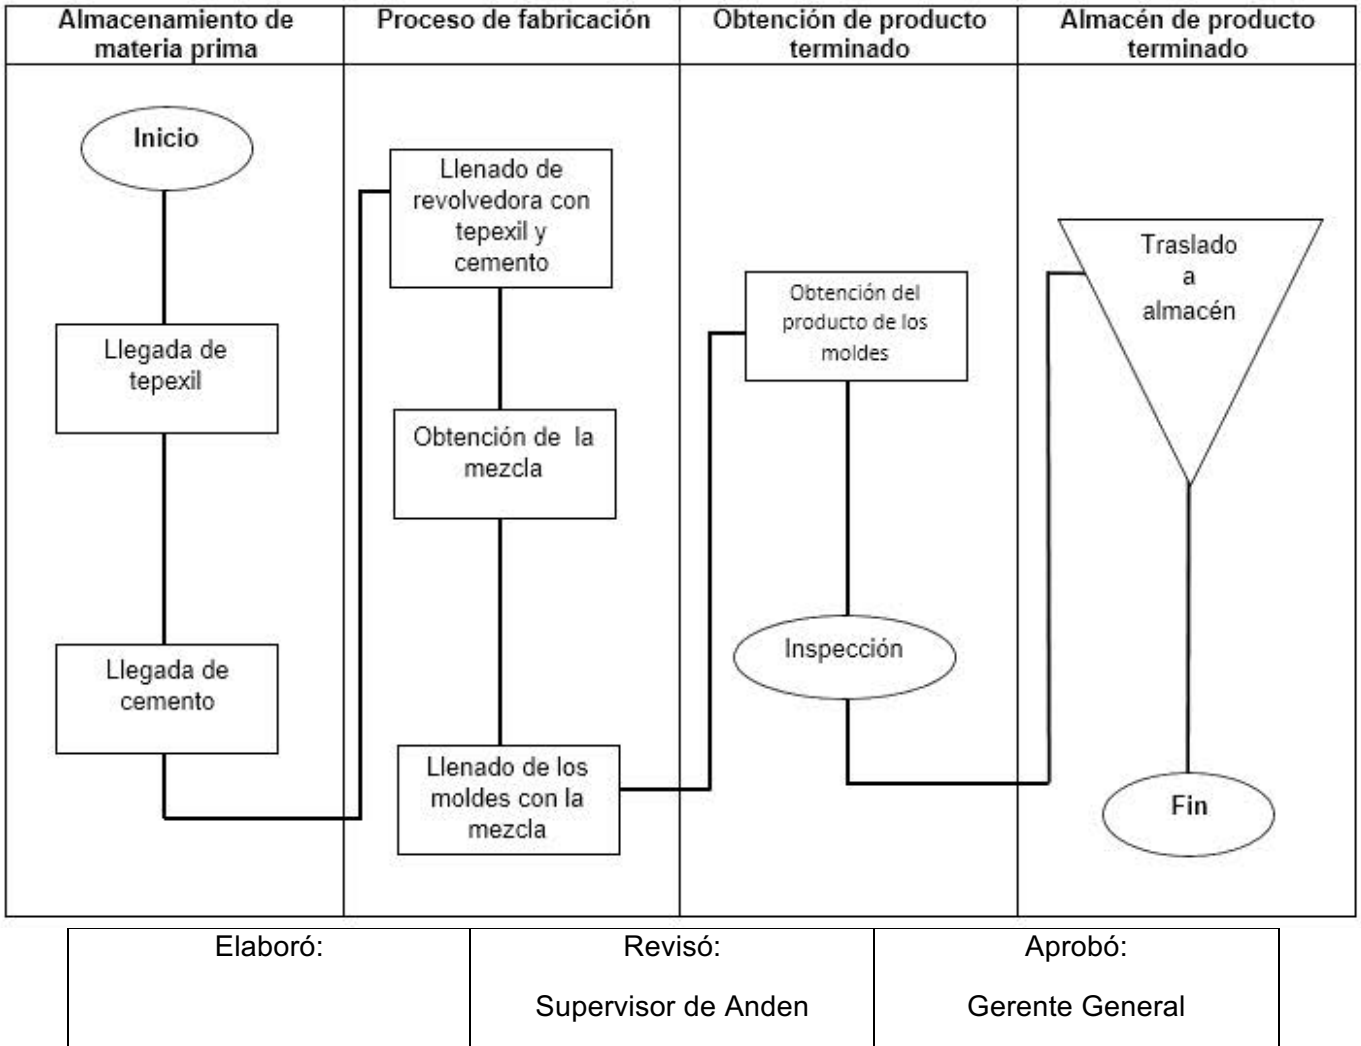 Almacenamiento de
materia prima
Proceso de fabricación
Obtención de producto
terminado
Almacén de producto
terminado
Inicio
Llegada de
tepexil
Llegada de
cemento
Llenado de
revolvedora con
tepexil y
cemento
Obtención de la
mezcla
Llenado de los
moldes con la
mezcla
Obtención del
producto de los
moldes
Inspección
Traslado
a
almacén
Fin
Elaboró:
Revisó:
Supervisor de Anden
Aprobó:
Gerente General